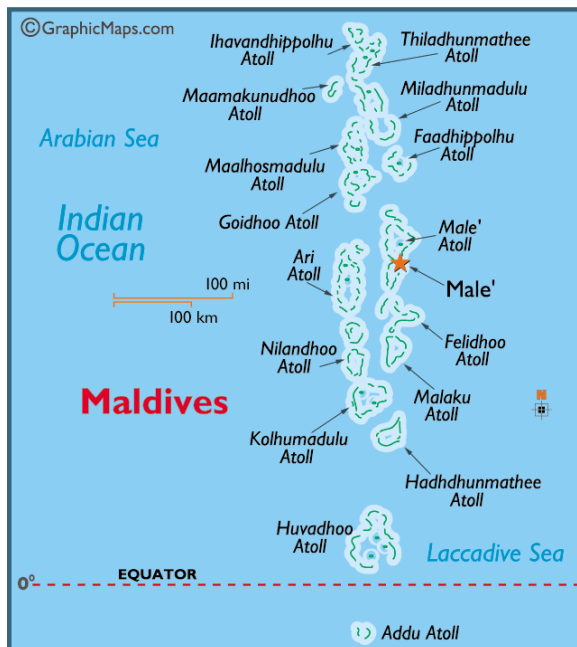 ©GraphicMaps.com
Ihavandhippolhu
Atoll
Thiladhunmathee
Atoll
Maamakunudhoo
Atoll
Miladhunmadulu
Atoll
Arabian Sea
Faadhippolhu
Atoll
Maalhosmadulu
Atoll
Goidhoo Atoll
Indian
Ocean
Male'
Atoll
Ari
Atoll
100 mi
100 km
Male'
Felidhoo
Atoll
Nilandhoo
Atoll
Maldives
Malaku
Atoll
N
Kolhumadulu
Atoll
Hadhdhunmathee
Atoll
Huvadhoo
Atoll
Laccadive Sea
EQUATOR
0°
Addu Atoll